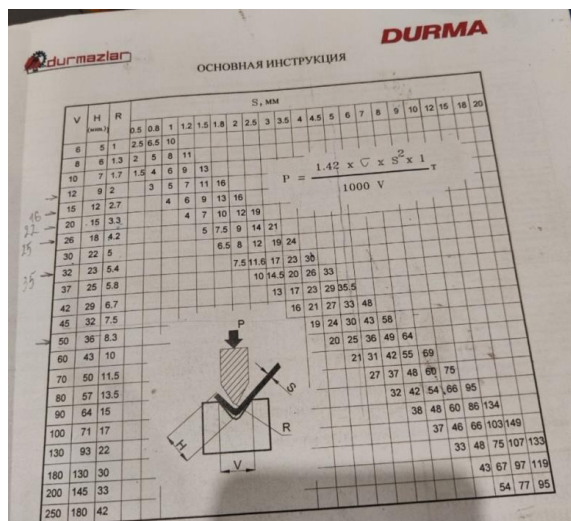 durmazlar
DURMA
ОСНОВНАЯ ИНСТРУКЦИЯ
S, мм
V H R 0.5 0.8 1 1.2 1.5 1.8 2 2.5 3 3.5 4 4.5 5 6 7 8 9 10 12 15 18 20
(мин.)
6 5 1 2.5 6.5 10
8 6 1.3 2 5 8 11
10 7 1.7 1.5 4 6 9 13
12 9 2 3 5 7 11 16
16 15 12 2.7 4 6 9 13 16
22 20 15 3.3 4 7 10 12 19
25 26 18 4.2 5 7.5 9 14 21
30 22 5 6.5 8 12 19 24
35 32 23 5.4 7.5 11.6 17 23 30
37 25 5.8 10 14.5 20 26 33
42 29 6.7 13 17 23 29 35.5
45 32 7.5 16 21 27 33 48
50 36 8.3 19 24 30 43 58
60 43 10 20 25 36 49 64
70 50 11.5 21 31 42 55 69
80 57 13.5 27 37 48 60 75
90 64 15 32 42 54 66 95
100 71 17 38 48 60 86 134
130 93 22 37 46 66 103 149
180 130 30 33 48 75 107 133
200 145 33 43 67 97 119
250 180 42 54 77 95
P = 1.42 x σ x S² x 1 т
1000 V
P
S
R
H
V